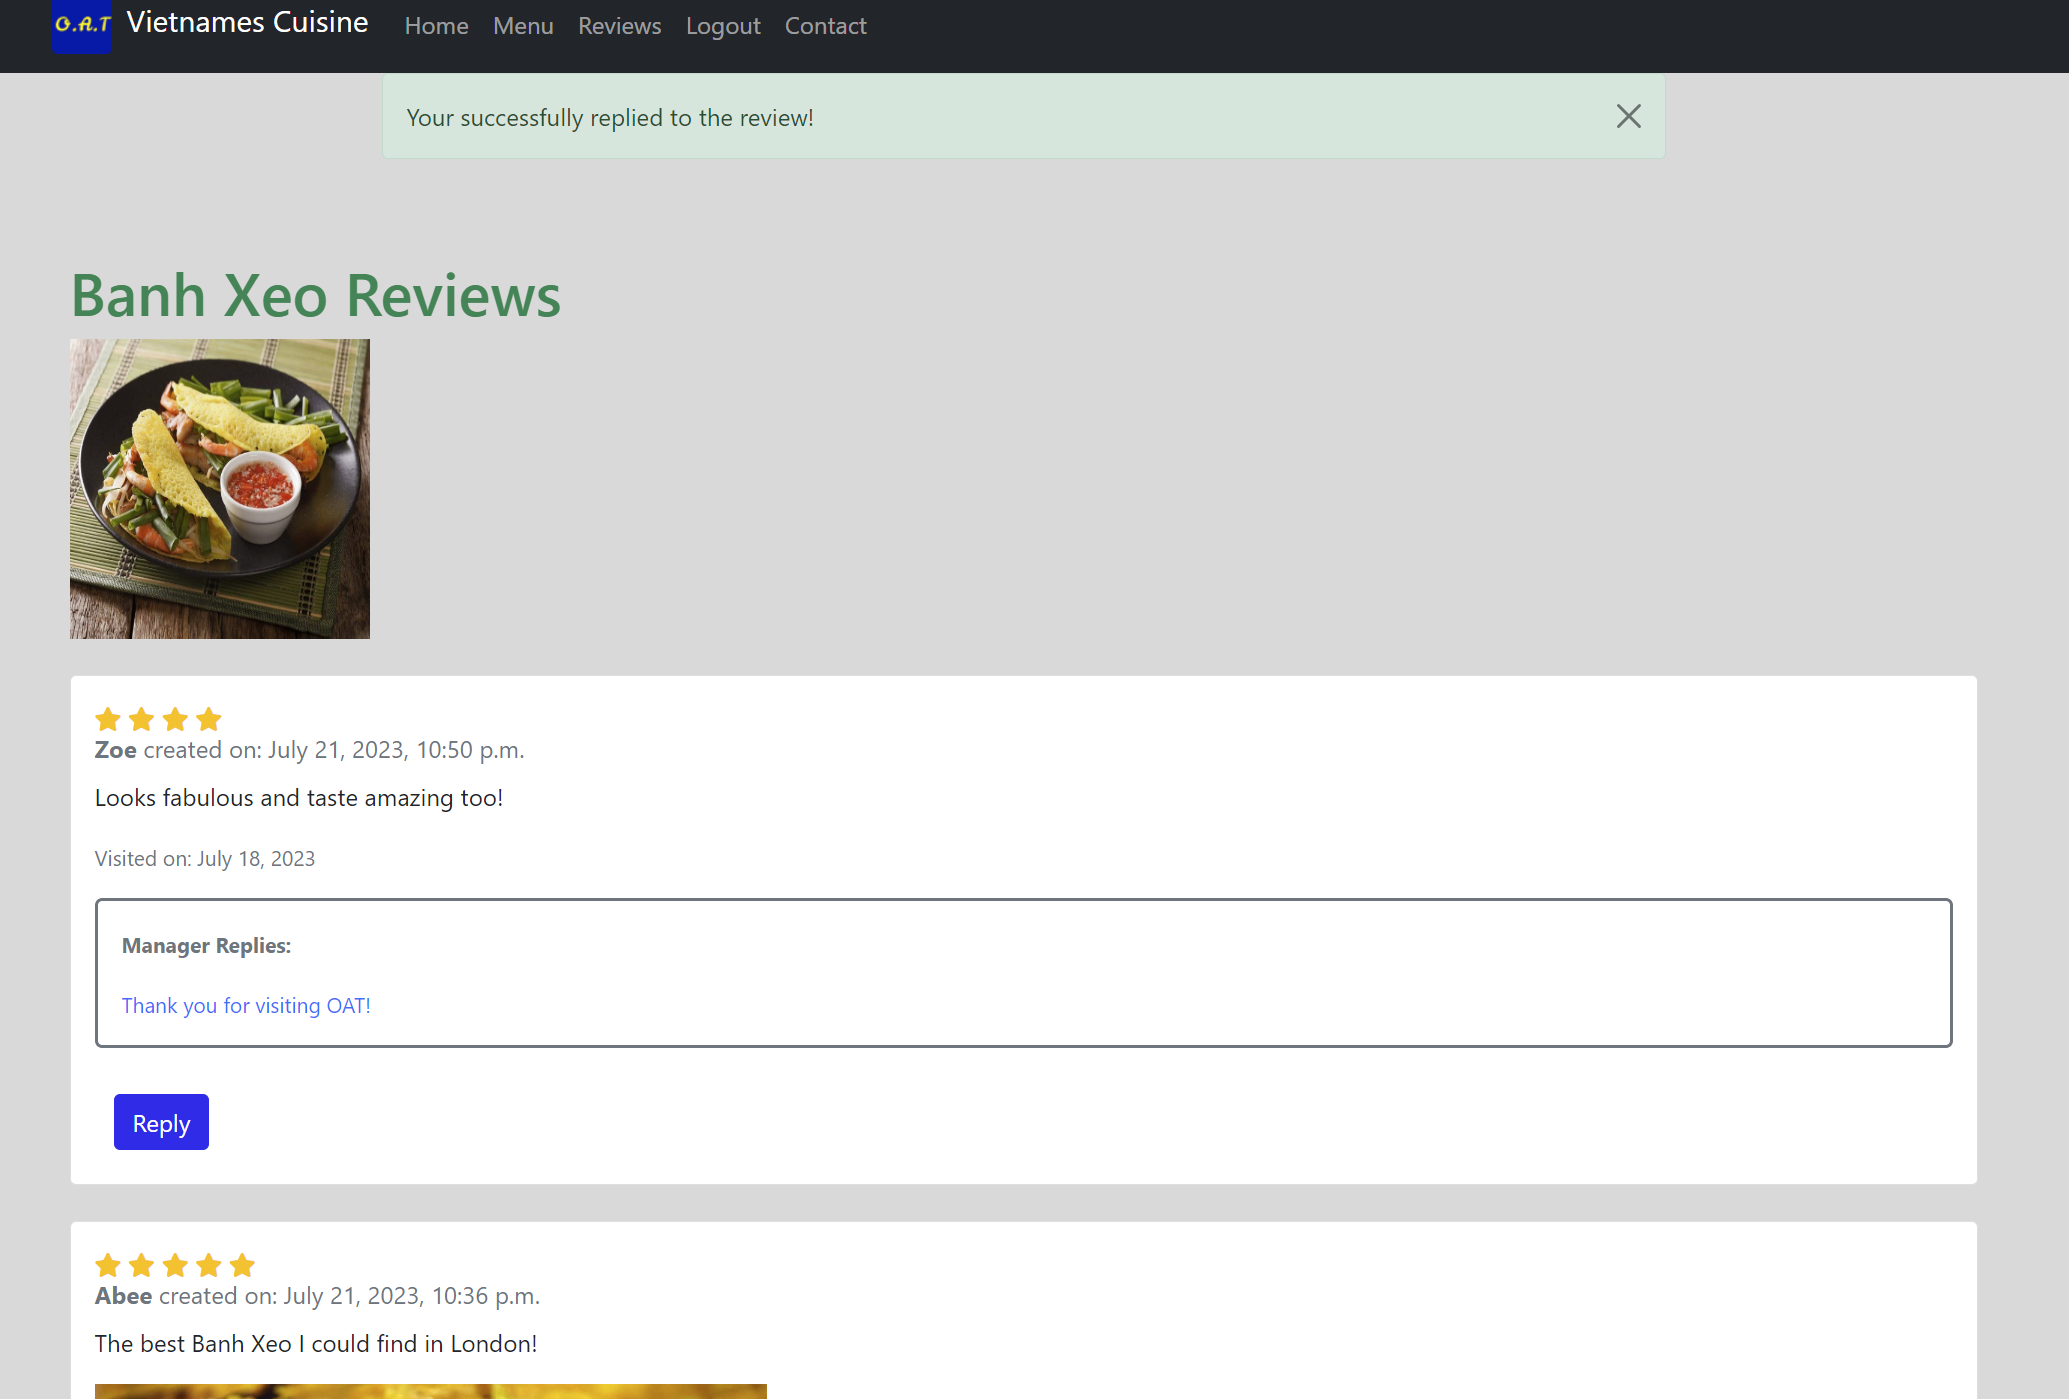 O.A.T Vietnames Cuisine Home Menu Reviews Logout Contact
Your successfully replied to the review!
Banh Xeo Reviews
Zoe created on: July 21, 2023, 10:50 p.m.
Looks fabulous and taste amazing too!
Visited on: July 18, 2023
Manager Replies:
Thank you for visiting OAT!
Reply
Abee created on: July 21, 2023, 10:36 p.m.
The best Banh Xeo I could find in London!